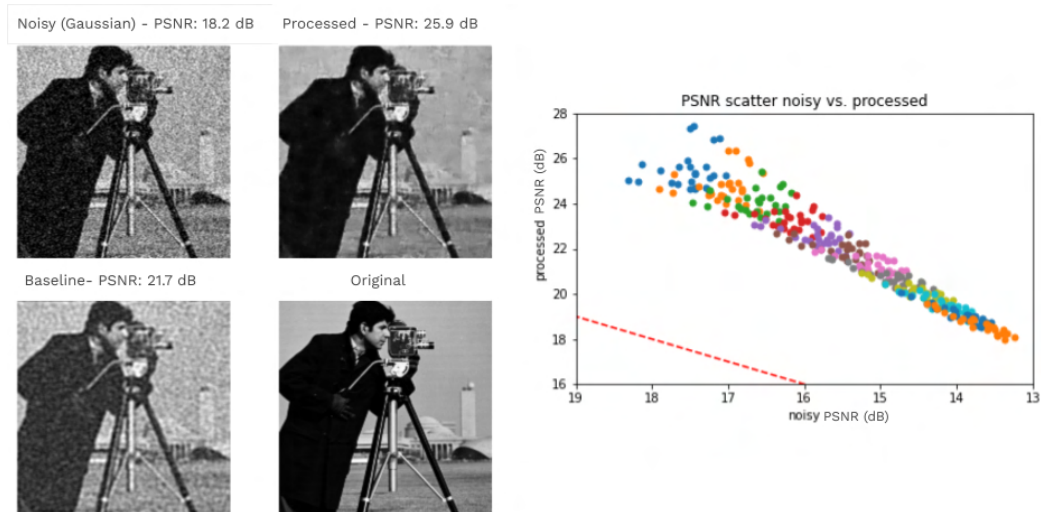 Noisy (Gaussian) - PSNR: 18.2 dB
Processed - PSNR: 25.9 dB
Baseline- PSNR: 21.7 dB
Original
PSNR scatter noisy vs. processed
processed PSNR (dB)
28
26
24
22
20
18
16
19 18 17 16 15 14 13
noisy PSNR (dB)